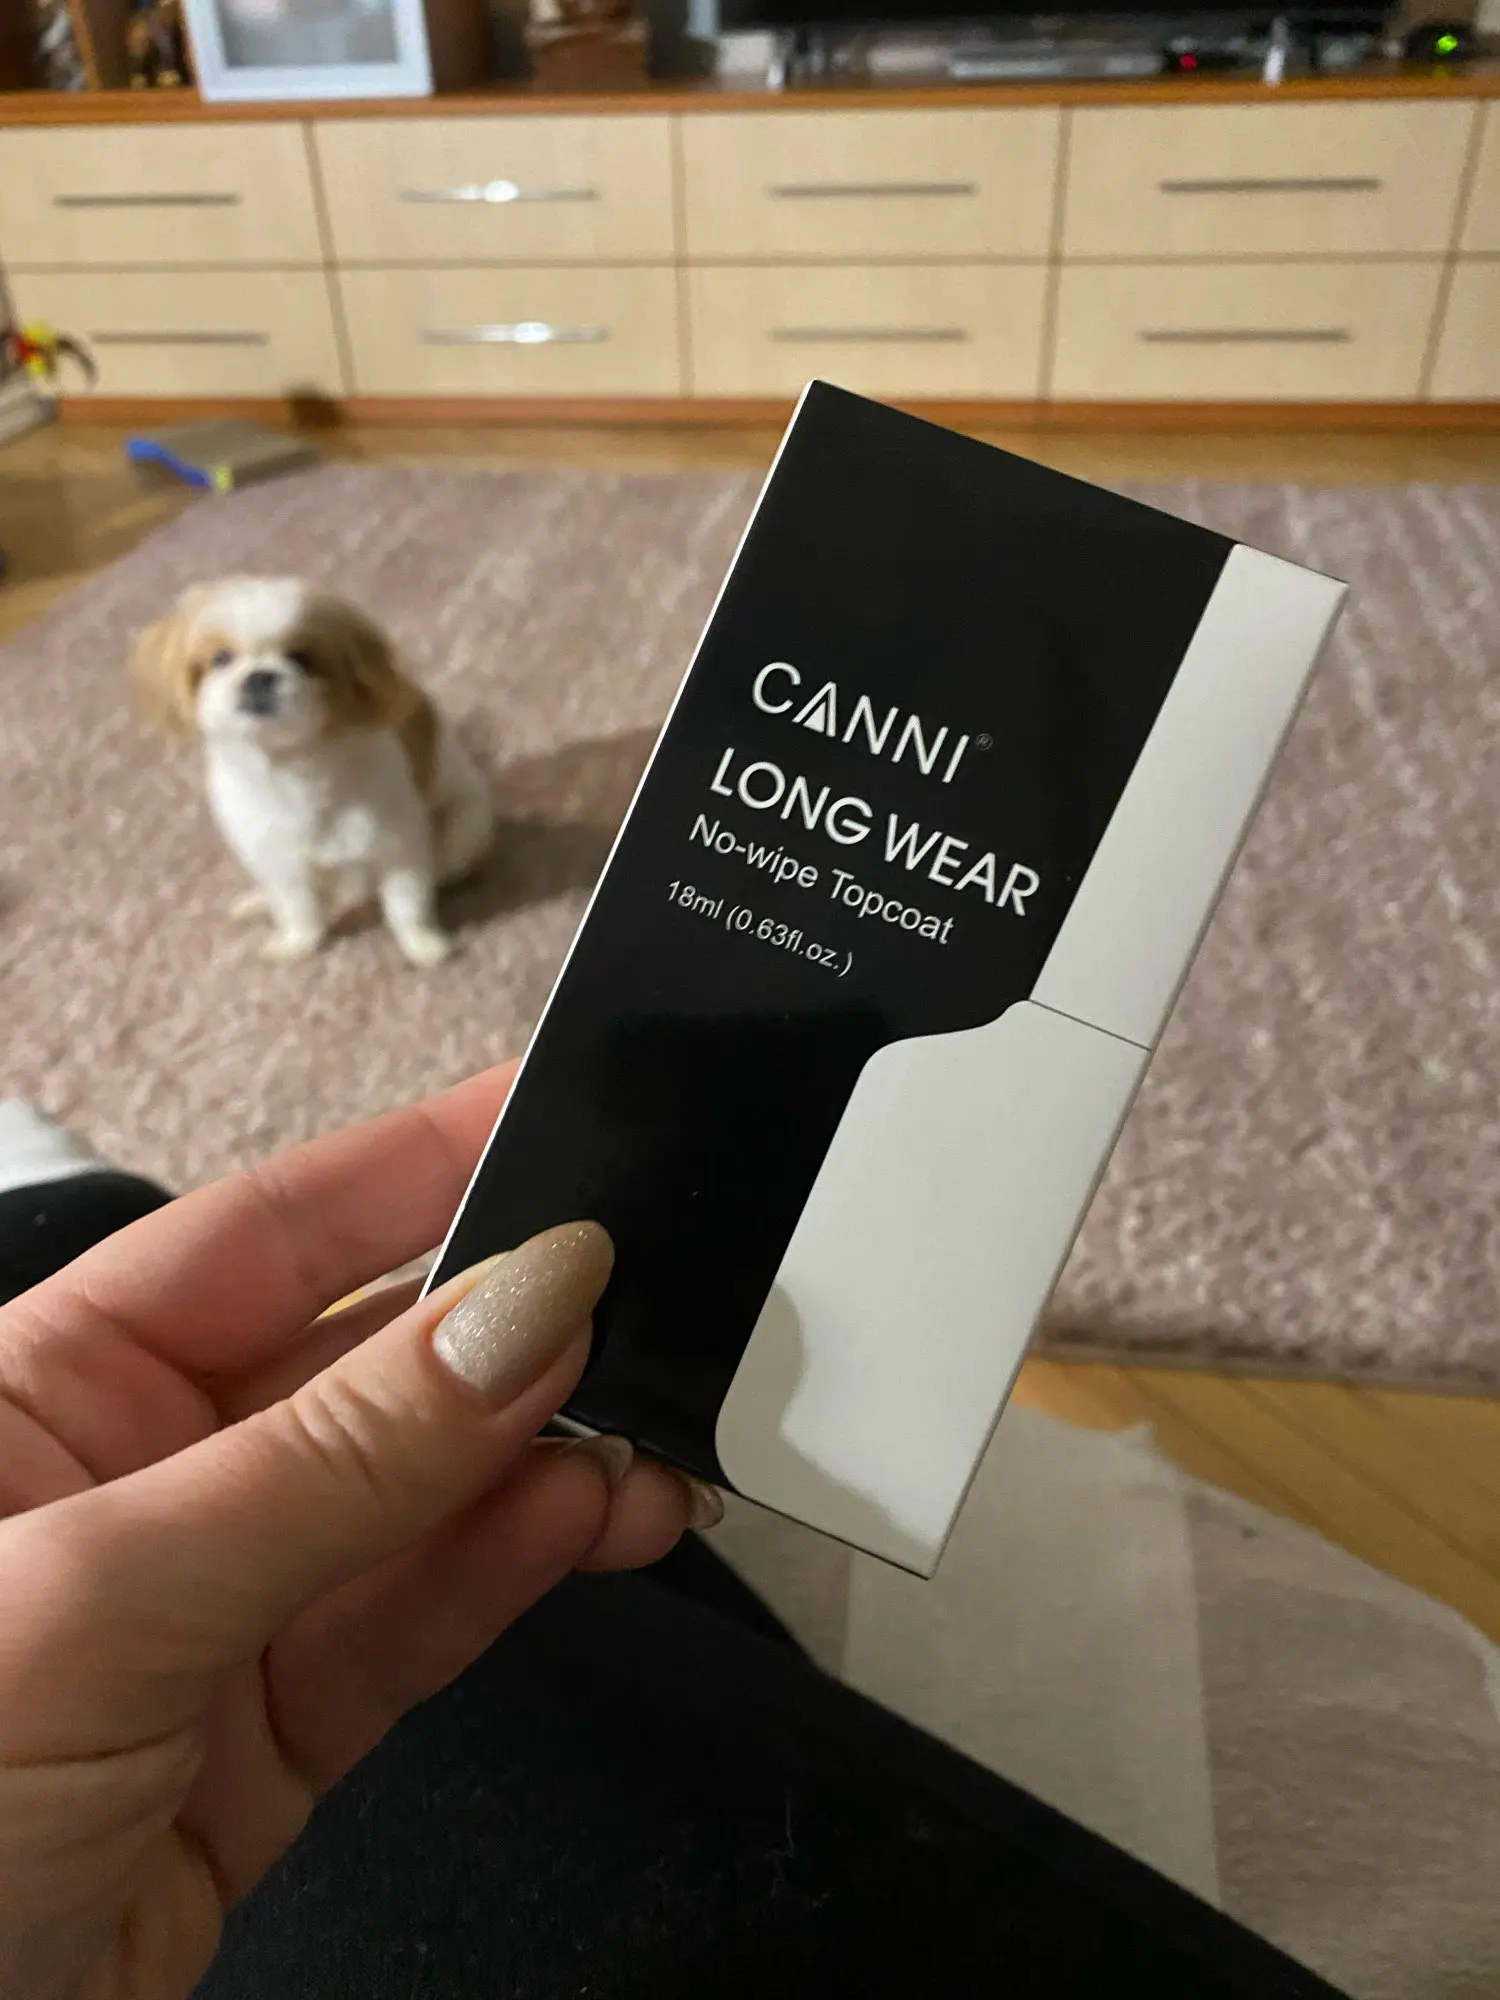 CANNI®
LONG WEAR
No-wipe Topcoat
18ml (0.63fl.oz.)